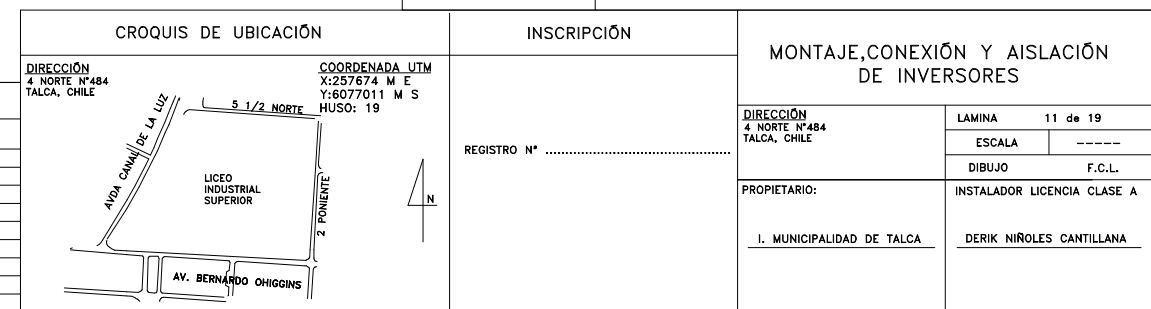 CROQUIS DE UBICACIÓN
DIRECCIÓN
4 NORTE N°484
TALCA, CHILE
COORDENADA UTM
X:257674 M E
Y:6077011 M S
HUSO: 19
5 1/2 NORTE
AVDA CANAL DE LA LUZ
LICEO
INDUSTRIAL
SUPERIOR
2 PONIENTE
N
AV. BERNARDO OHIGGINS
INSCRIPCIÓN
REGISTRO N° ................................................
MONTAJE,CONEXIÓN Y AISLACIÓN
DE INVERSORES
DIRECCIÓN
4 NORTE N°484
TALCA, CHILE
LAMINA 11 de 19
ESCALA -----
DIBUJO F.C.L.
PROPIETARIO:
I. MUNICIPALIDAD DE TALCA
INSTALADOR LICENCIA CLASE A
DERIK NIÑOLES CANTILLANA